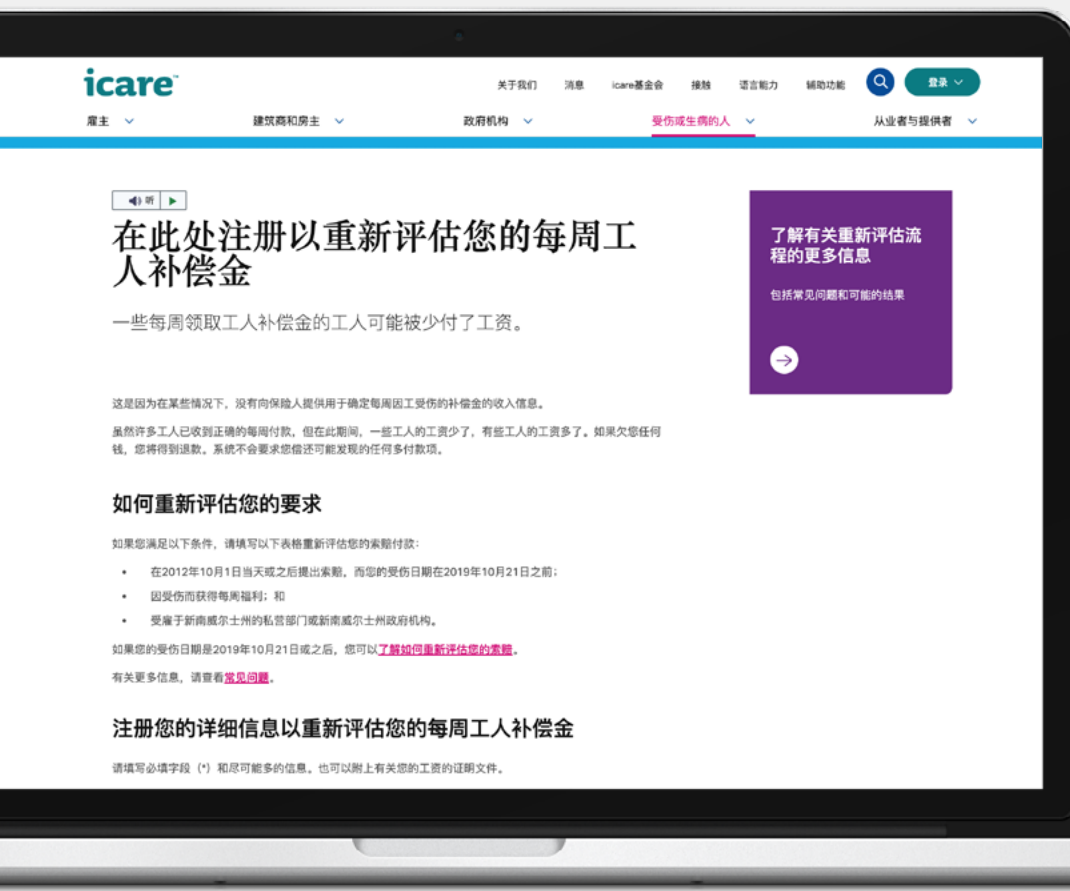 icare™
关于我们 消息 icare基金会 接触 语言能力 辅助功能 登录
雇主 建筑商和房主 政府机构 受伤或生病的人 从业者与提供者
听
在此处注册以重新评估您的每周工
人补偿金
一些每周领取工人补偿金的工人可能被少付了工资。
了解有关重新评估流
程的更多信息
包括常见问题和可能的结果
这是因为在某些情况下，没有向保险人提供用于确定每周因工受伤的补偿金的收入信息。
虽然许多工人已收到正确的每周付款，但在此期间，一些工人的工资少了，有些工人的工资多了。如果欠您任何
钱，您将得到退款。系统不会要求您偿还可能发现的任何多付款项。
如何重新评估您的要求
如果您满足以下条件，请填写以下表格重新评估您的索赔付款：
• 在2012年10月1日当天或之后提出索赔，而您的受伤日期在2019年10月21日之前；
• 因受伤而获得每周福利；和
• 受雇于新南威尔士州的私营部门或新南威尔士州政府机构。
如果您的受伤日期是2019年10月21日或之后，您可以了解如何重新评估您的索赔。
有关更多信息，请查看常见问题。
注册您的详细信息以重新评估您的每周工人补偿金
请填写必填字段（*）和尽可能多的信息。也可以附上有关您的工资的证明文件。